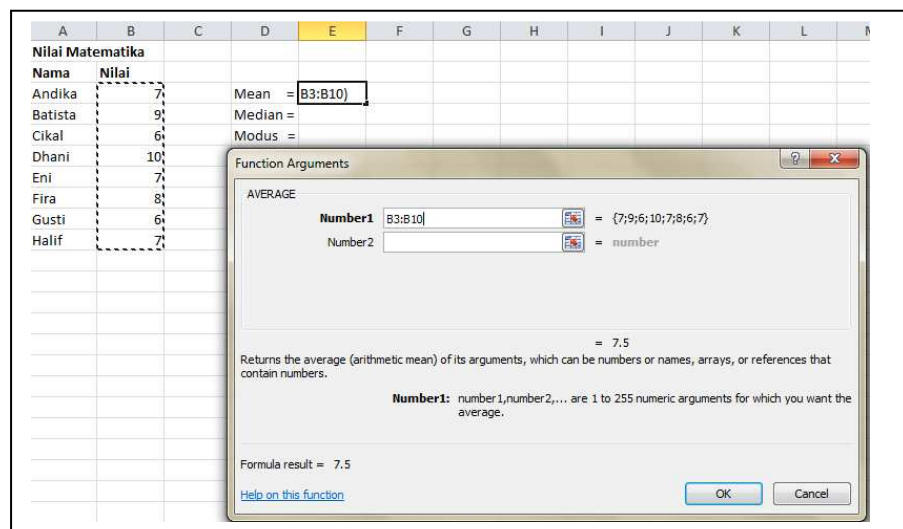 A B C D E F G H I J K L
Nilai Matematika
Nama Nilai
Andika 7 Mean = B3:B10)
Batista 9 Median =
Cikal 6 Modus =
Dhani 10
Eni 7
Fira 8
Gusti 6
Halif 7
Function Arguments
AVERAGE
Number1 B3:B10 = {7;9;6;10;7;8;6;7}
Number2 = number
= 7.5
Returns the average (arithmetic mean) of its arguments, which can be numbers or names, arrays, or references that
contain numbers.
Number1: number1,number2,... are 1 to 255 numeric arguments for which you want the
average.
Formula result = 7.5
Help on this function OK Cancel